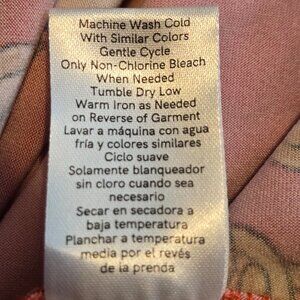 Machine Wash Cold
With Similar Colors
Gentle Cycle
Only Non-Chlorine Bleach
When Needed
Tumble Dry Low
Warm Iron as Needed
on Reverse of Garment
Lavar a máquina con agua
fría y colores similares
Ciclo suave
Solamente blanqueador
sin cloro cuando sea
necesario
Secar en secadora a
baja temperatura
Planchar a temperatura
media por el revés
de la prenda